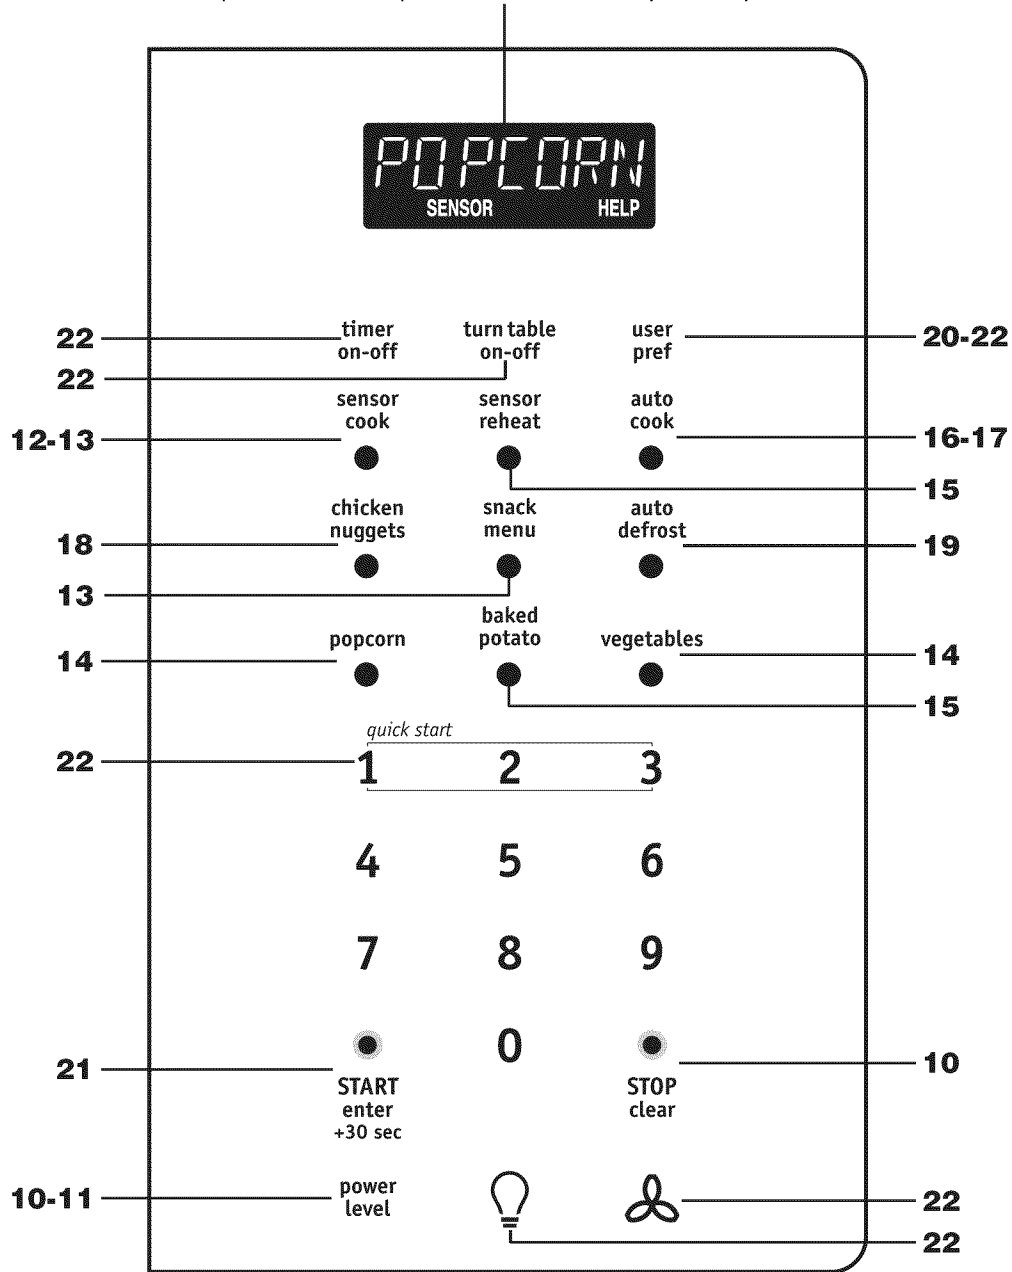 POPCORN
SENSOR HELP
22 timer on-off
turn table on-off
user pref 20-22
22
12-13 sensor cook
sensor reheat
auto cook 16-17
15
18 chicken nuggets
snack menu
auto defrost 19
13
14 popcorn
baked potato
vegetables 14
15
quick start
22 1 2 3
4 5 6
7 8 9
0
21 START enter +30 sec
STOP clear 10
10-11 power level
22
22